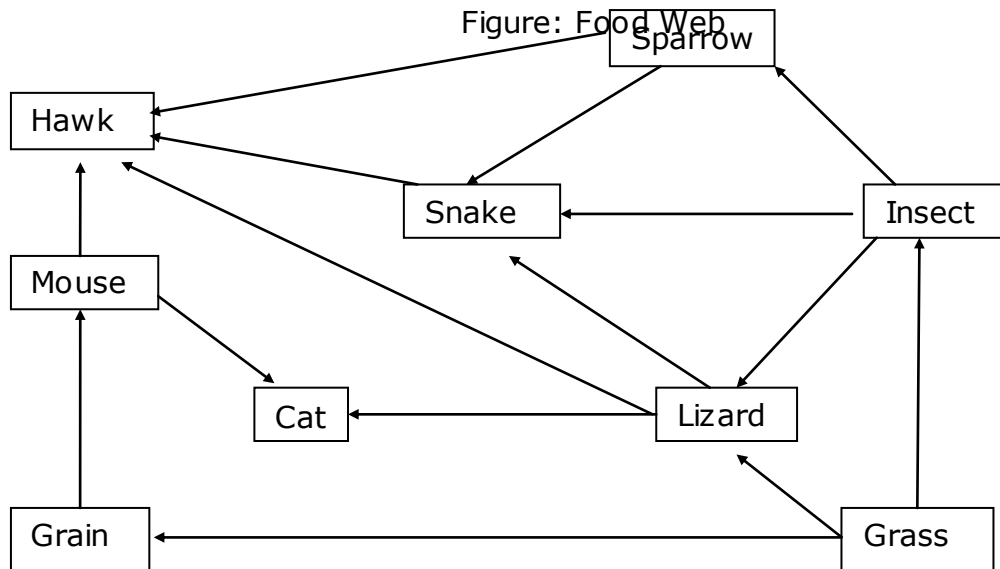 Figure: Food Web
Sparrow
Hawk
Snake
Insect
Mouse
Cat
Lizard
Grain
Grass